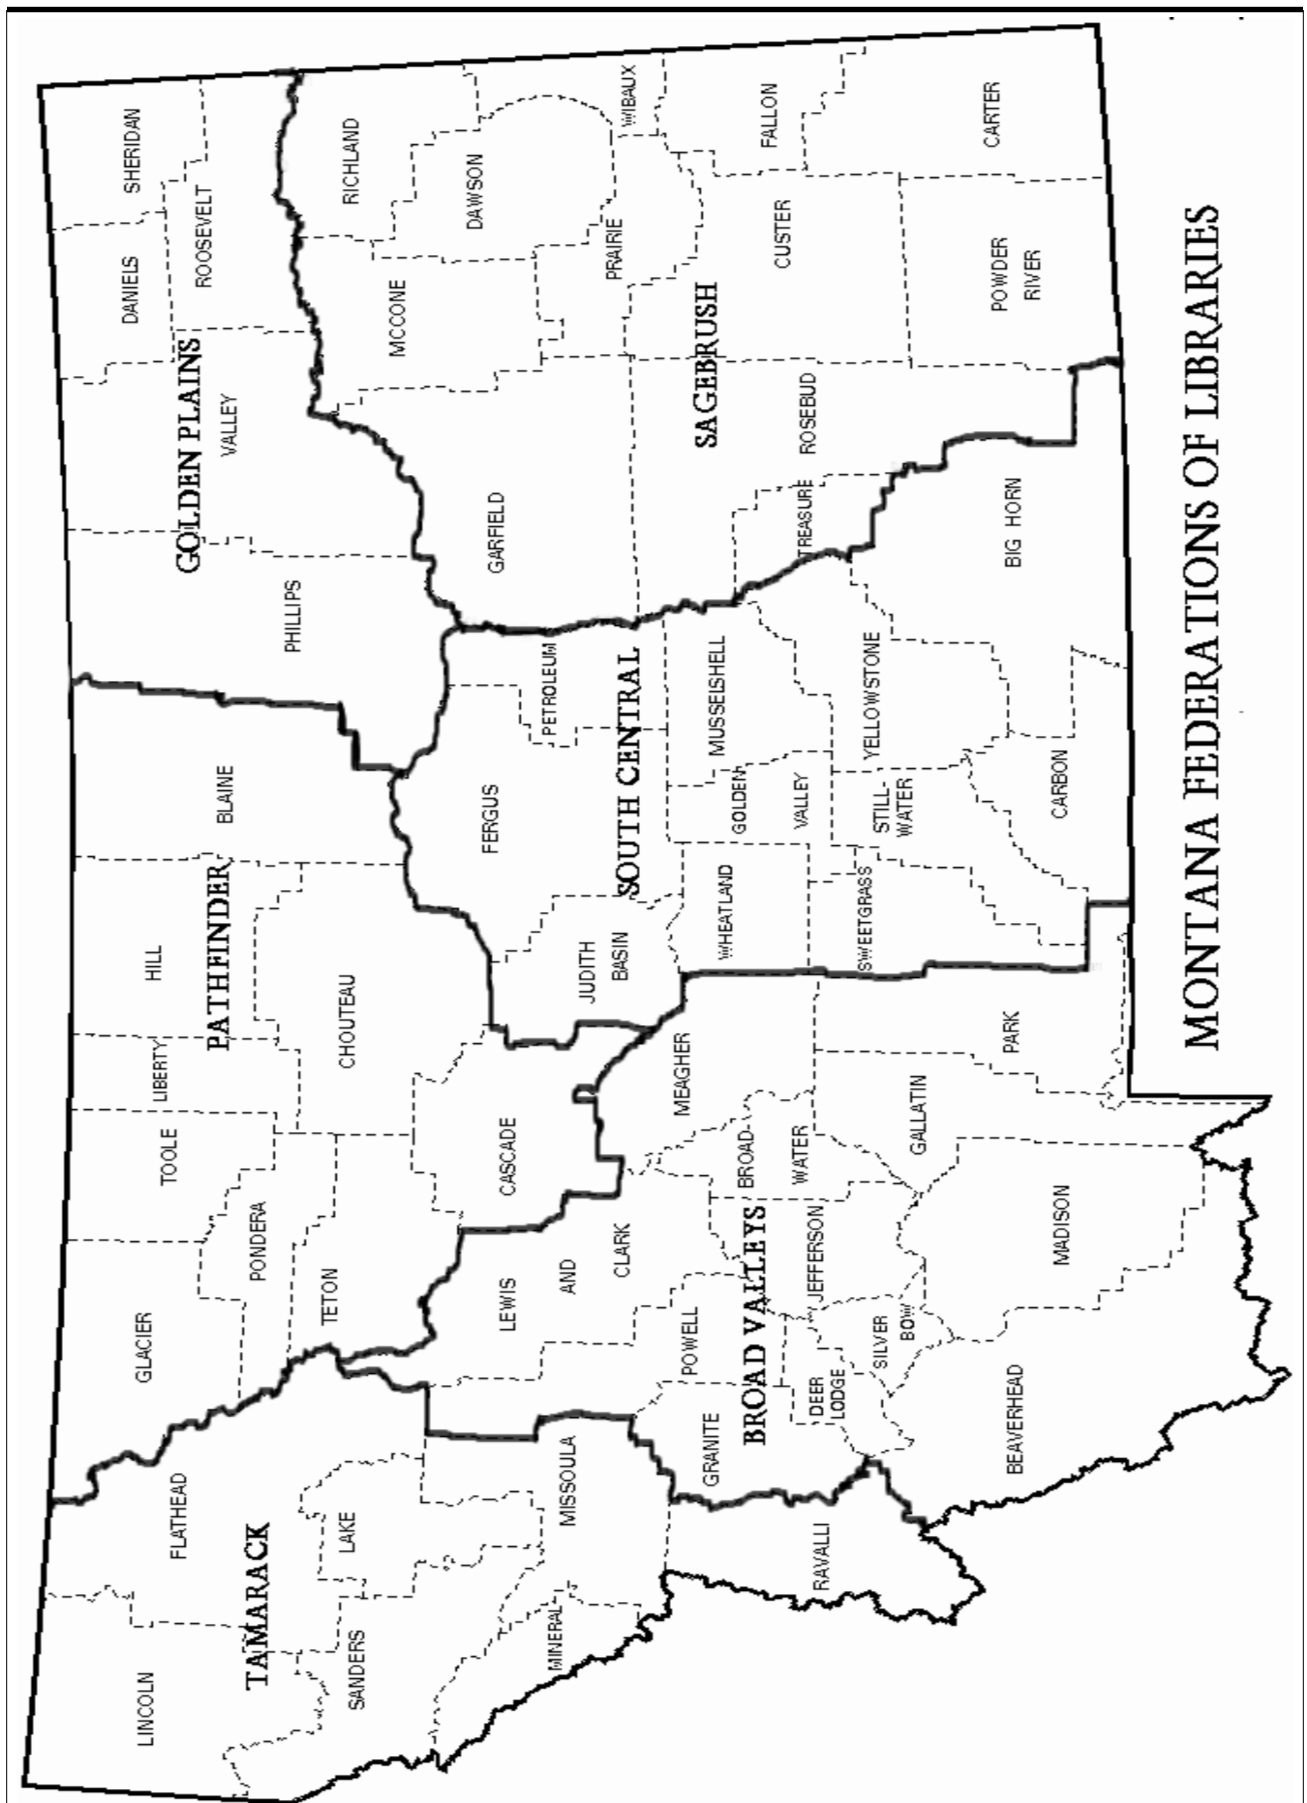 LINCOLN
FLATHEAD
GLACIER
TOOLE
LIBERTY
HILL
BLAINE
PHILLIPS
VALLEY
DANIELS
SHERIDAN
ROOSEVELT
GOLDEN PLAINS
PATHFINDER
TAMARACK
SANDERS
LAKE
PONDERA
TETON
CHOUTEAU
MCCONE
RICHLAND
MINERAL
MISSOULA
LEWIS
AND
CLARK
CASCADE
JUDITH
BASIN
FERGUS
PETROLEUM
GARFIELD
DAWSON
PRAIRIE
WIBAUX
SOUTH CENTRAL
SAGEBRUSH
GRANITE
POWELL
BROAD VALLEYS
BROAD-
WATER
MEAGHER
WHEATLAND
GOLDEN
VALLEY
MUSSELSHELL
TREASURE
ROSEBUD
CUSTER
FALLON
RAVALLI
DEER
LODGE
SILVER
BOW
JEFFERSON
GALLATIN
SWEETGRASS
STILL-
WATER
YELLOWSTONE
BEAVERHEAD
MADISON
PARK
CARBON
BIG HORN
POWDER
RIVER
CARTER
MONTANA FEDERATIONS OF LIBRARIES